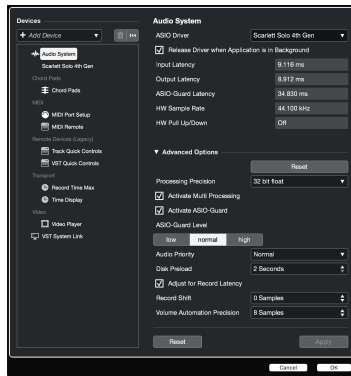 Devices
+ Add Device
Audio System
Scarlett Solo 4th Gen
Chord Pads
Chord Pads
MIDI
MIDI Port Setup
MIDI Remote
Remote Devices (Legacy)
Track Quick Controls
VST Quick Controls
Transport
Record Time Max
Time Display
Video
Video Player
VST System Link
Audio System
ASIO Driver Scarlett Solo 4th Gen
Release Driver when Application is in Background
Input Latency 9.116 ms
Output Latency 8.912 ms
ASIO-Guard Latency 34.830 ms
HW Sample Rate 44.100 kHz
HW Pull Up/Down Off
Advanced Options
Reset
Processing Precision 32 bit float
Activate Multi Processing
Activate ASIO-Guard
ASIO-Guard Level
low normal high
Audio Priority Normal
Disk Preload 2 Seconds
Adjust for Record Latency
Record Shift 0 Samples
Volume Automation Precision 8 Samples
Reset Apply
Cancel OK